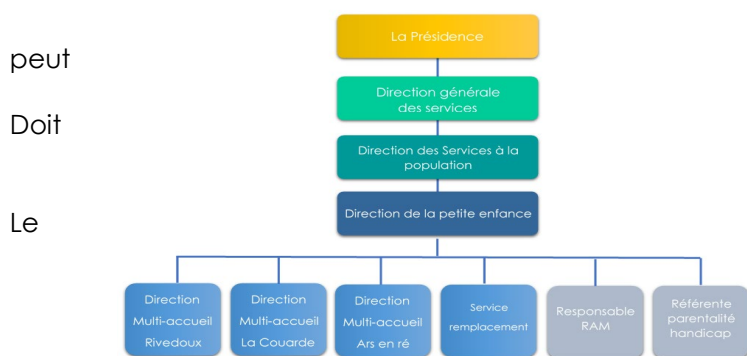 peut
Doit
Le
La Présidence
Direction générale
des services
Direction des Services à la
population
Direction de la petite enfance
Direction
Multi-accueil
Rivedoux
Direction
Multi-accueil
La Couarde
Direction
Multi-accueil
Ars en ré
Service
remplacement
Responsable
RAM
Référente
parentalité
handicap